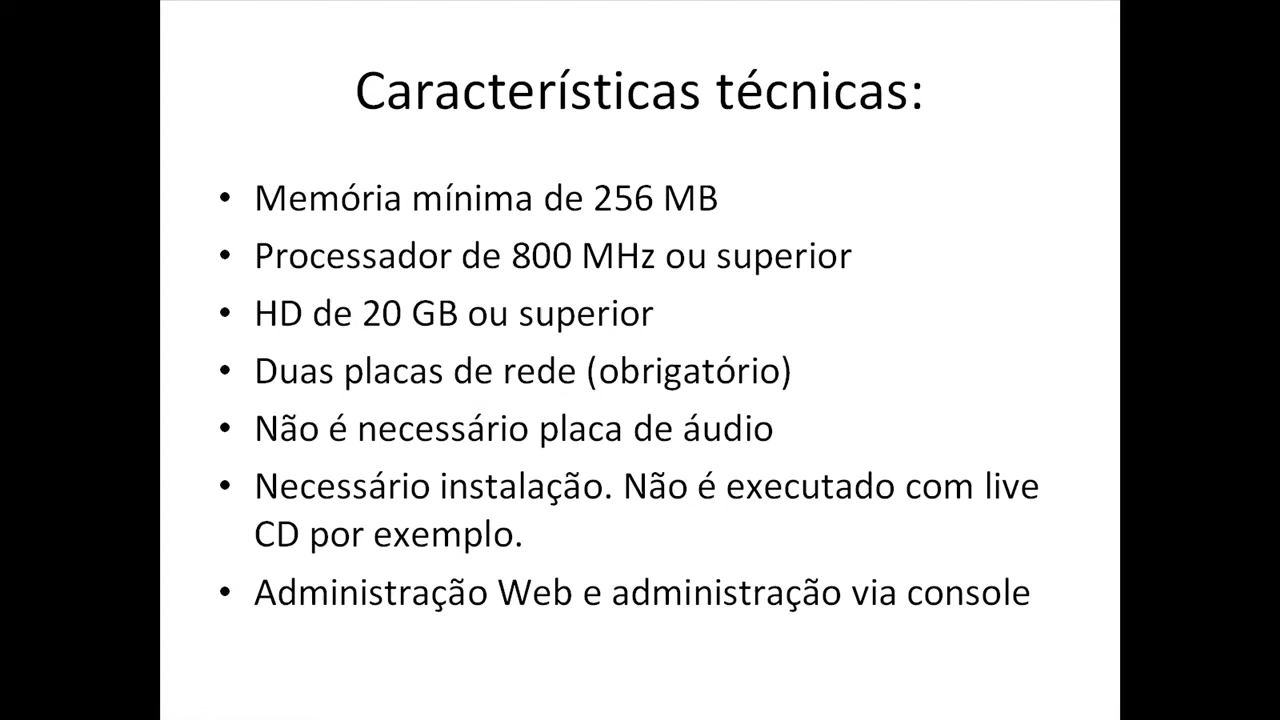 Características técnicas:
• Memória mínima de 256 MB
• Processador de 800 MHz ou superior
• HD de 20 GB ou superior
• Duas placas de rede (obrigatório)
• Não é necessário placa de áudio
• Necessário instalação. Não é executado com live
CD por exemplo.
• Administração Web e administração via console